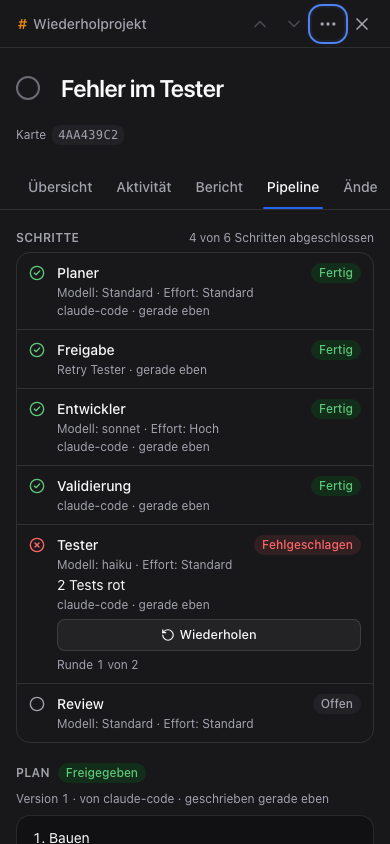 # Wiederholprojekt
Fehler im Tester
Karte 4AA439C2
Übersicht Aktivität Bericht Pipeline Ände
SCHRITTE 4 von 6 Schritten abgeschlossen
Planer Fertig
Modell: Standard · Effort: Standard
claude-code · gerade eben
Freigabe Fertig
Retry Tester · gerade eben
Entwickler Fertig
Modell: sonnet · Effort: Hoch
claude-code · gerade eben
Validierung Fertig
claude-code · gerade eben
Tester Fehlgeschlagen
Modell: haiku · Effort: Standard
2 Tests rot
claude-code · gerade eben
Wiederholen
Runde 1 von 2
Review Offen
Modell: Standard · Effort: Standard
PLAN Freigegeben
Version 1 · von claude-code · geschrieben gerade eben
1. Bauen